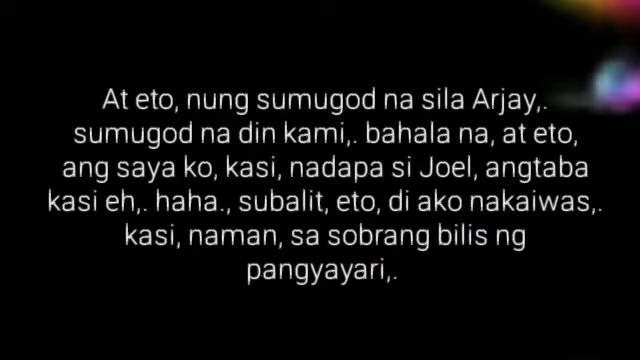 At eto, nung sumugod na sila Arjay,.
sumugod na din kami,. bahala na, at eto,
ang saya ko, kasi, nadapa si Joel, angtaba
kasi eh,. haha., subalit, eto, di ako nakaiwas,.
kasi, naman, sa sobrang bilis ng
pangyayari,.